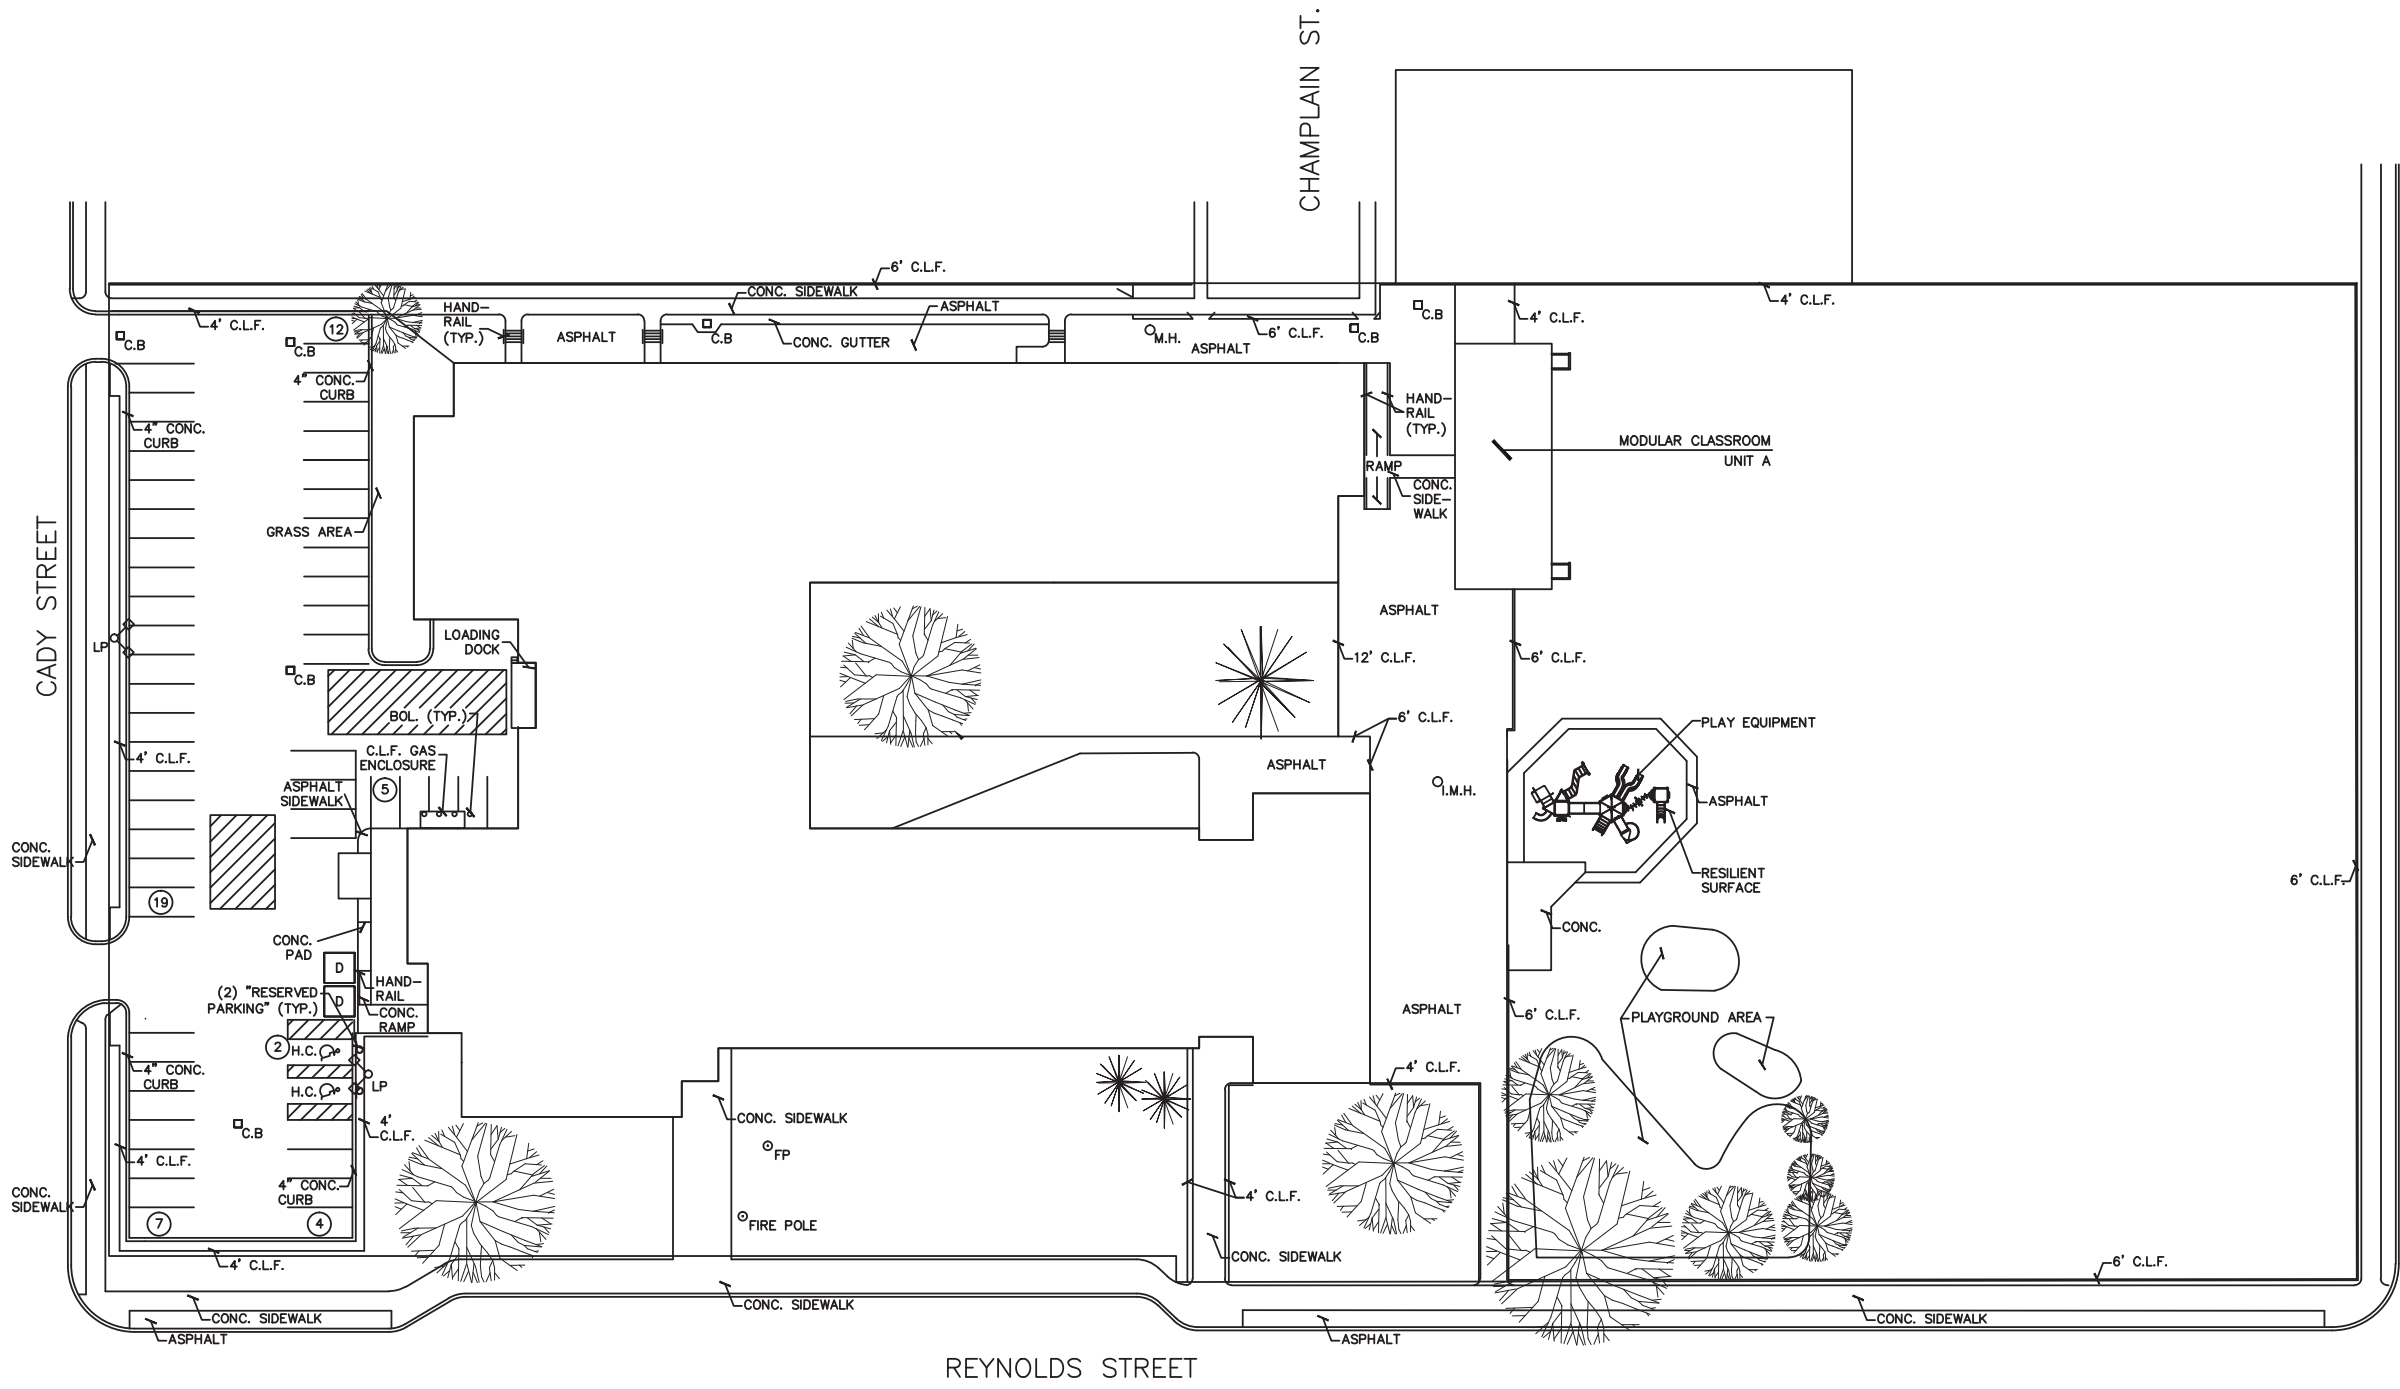 CHAMPLAIN ST.
6' C.L.F.
CONC. SIDEWALK
4' C.L.F.
4' C.L.F.
12
HAND-
RAIL
(TYP.)
ASPHALT
ASPHALT
C.B
CONC. GUTTER
M.H.
ASPHALT
6' C.L.F.
C.B
C.B
4' C.L.F.
C.B
C.B
4" CONC.
CURB
4" CONC.
CURB
HAND-
RAIL
(TYP.)
MODULAR CLASSROOM
UNIT A
RAMP
CONC.
SIDE-
WALK
GRASS AREA
CADY STREET
LP
LOADING
DOCK
ASPHALT
12' C.L.F.
6' C.L.F.
C.B
BOL. (TYP.)
6' C.L.F.
PLAY EQUIPMENT
4' C.L.F.
C.L.F. GAS
ENCLOSURE
ASPHALT
ASPHALT
SIDEWALK
5
I.M.H.
ASPHALT
CONC.
SIDEWALK
RESILIENT
SURFACE
6' C.L.F.
19
CONC.
CONC.
PAD
D
HAND-
RAIL
(2) "RESERVED
PARKING" (TYP.)
D
CONC.
RAMP
ASPHALT
6' C.L.F.
PLAYGROUND AREA
2
H.C.
4" CONC.
CURB
H.C.
LP
4' C.L.F.
C.B
4'
C.L.F.
CONC. SIDEWALK
FP
4' C.L.F.
4" CONC.
CURB
CONC.
SIDEWALK
4' C.L.F.
7
4
FIRE POLE
CONC. SIDEWALK
4' C.L.F.
6' C.L.F.
CONC. SIDEWALK
CONC. SIDEWALK
CONC. SIDEWALK
ASPHALT
ASPHALT
REYNOLDS STREET